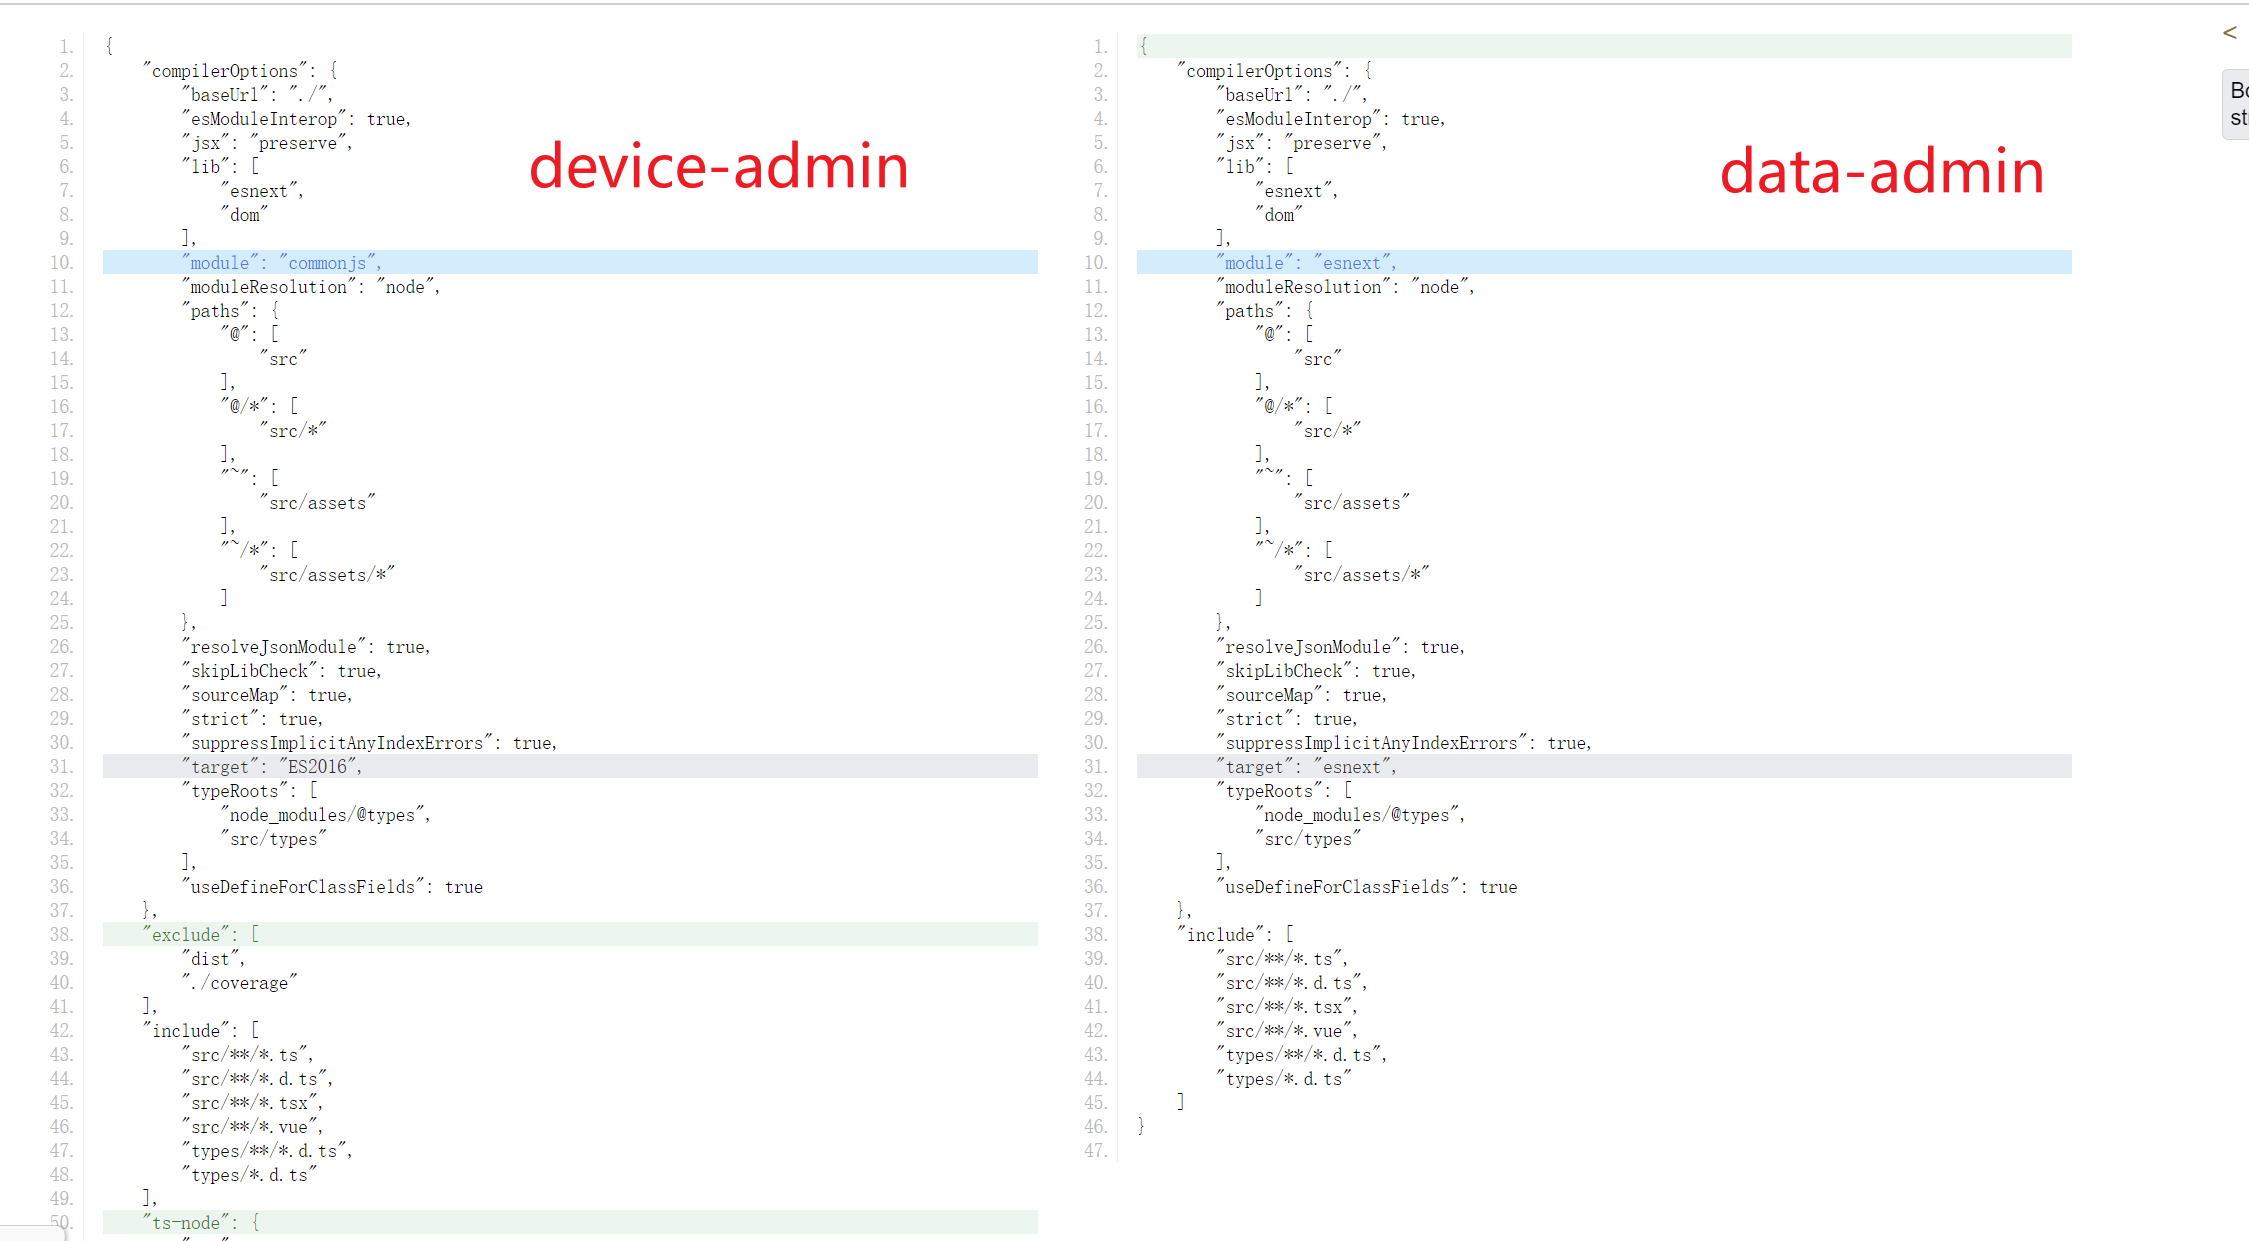 1. {
2. "compilerOptions": {
3. "baseUrl": "./",
4. "esModuleInterop": true,
5. "jsx": "preserve",
6. "lib": [
7. "esnext",
8. "dom"
9. ],
10. "module": "commonjs",
11. "moduleResolution": "node",
12. "paths": {
13. "@": [
14. "src"
15. ],
16. "@/*": [
17. "src/*"
18. ],
19. "~": [
20. "src/assets"
21. ],
22. "~/*": [
23. "src/assets/*"
24. ]
25. },
26. "resolveJsonModule": true,
27. "skipLibCheck": true,
28. "sourceMap": true,
29. "strict": true,
30. "suppressImplicitAnyIndexErrors": true,
31. "target": "ES2016",
32. "typeRoots": [
33. "node_modules/@types",
34. "src/types"
35. ],
36. "useDefineForClassFields": true
37. },
38. "exclude": [
39. "dist",
40. "./coverage"
41. ],
42. "include": [
43. "src/**/*.ts",
44. "src/**/*.d.ts",
45. "src/**/*.tsx",
46. "src/**/*.vue",
47. "types/**/*.d.ts",
48. "types/*.d.ts"
49. ],
50. "ts-node": {
device-admin
1. {
2. "compilerOptions": {
3. "baseUrl": "./",
4. "esModuleInterop": true,
5. "jsx": "preserve",
6. "lib": [
7. "esnext",
8. "dom"
9. ],
10. "module": "esnext",
11. "moduleResolution": "node",
12. "paths": {
13. "@": [
14. "src"
15. ],
16. "@/*": [
17. "src/*"
18. ],
19. "~": [
20. "src/assets"
21. ],
22. "~/*": [
23. "src/assets/*"
24. ]
25. },
26. "resolveJsonModule": true,
27. "skipLibCheck": true,
28. "sourceMap": true,
29. "strict": true,
30. "suppressImplicitAnyIndexErrors": true,
31. "target": "esnext",
32. "typeRoots": [
33. "node_modules/@types",
34. "src/types"
35. ],
36. "useDefineForClassFields": true
37. },
38. "include": [
39. "src/**/*.ts",
40. "src/**/*.d.ts",
41. "src/**/*.tsx",
42. "src/**/*.vue",
43. "types/**/*.d.ts",
44. "types/*.d.ts"
45. ]
46. }
47.
data-admin
<